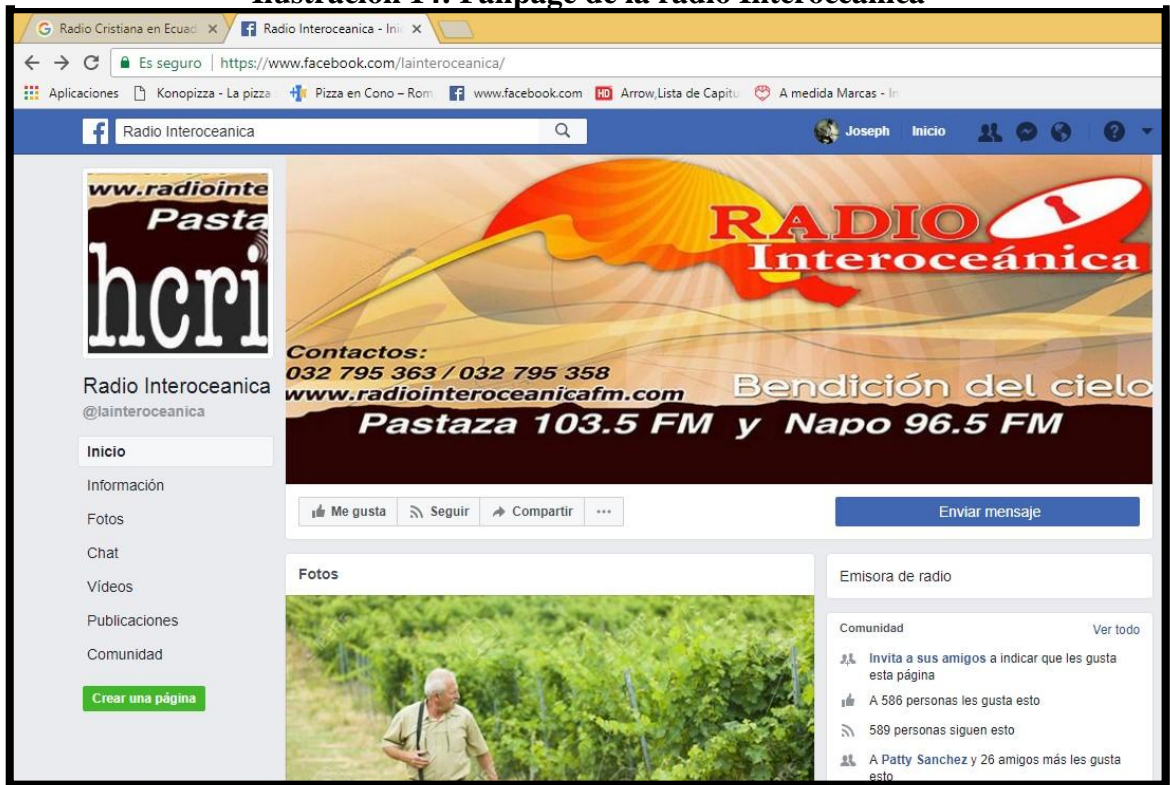 Ilustración 14: Fanpage de la radio Interoceánica
Radio Cristiana en Ecuad
Radio Interoceanica - Ini
Es seguro | https://www.facebook.com/lainteroceanica/
Aplicaciones Konopizza - La pizza Pizza en Cono – Rom www.facebook.com HD Arrow,Lista de Capitu A medida Marcas - In
Radio Interoceanica
Joseph Inicio
ww.radiointe
Pasta
hcri
RADIO
Interoceánica
Contactos:
032 795 363 / 032 795 358
www.radiointeroceanicafm.com
Bendición del cielo
Pastaza 103.5 FM y Napo 96.5 FM
Radio Interoceanica
@lainteroceanica
Inicio
Información
Fotos
Chat
Vídeos
Publicaciones
Comunidad
Crear una página
Me gusta Seguir Compartir ...
Enviar mensaje
Fotos
Emisora de radio
Comunidad Ver todo
Invita a sus amigos a indicar que les gusta
esta página
A 586 personas les gusta esto
589 personas siguen esto
A Patty Sanchez y 26 amigos más les gusta
esto